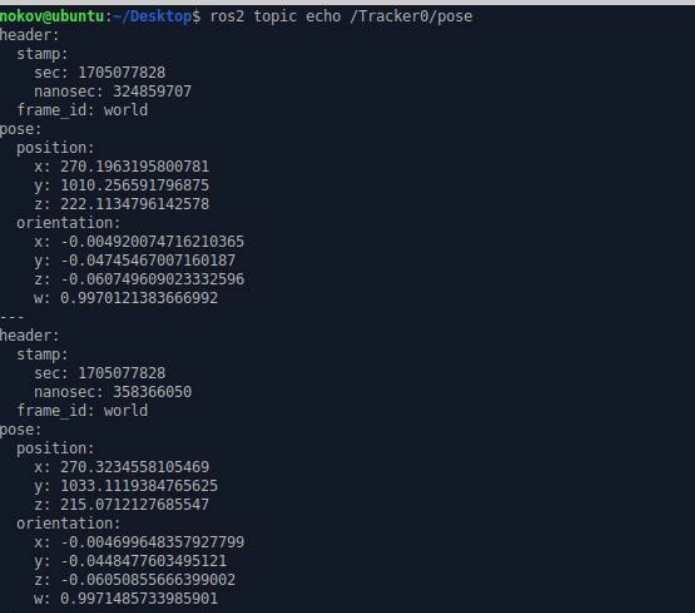 nokov@ubuntu:~/Desktop$ ros2 topic echo /Tracker0/pose
header:
  stamp:
    sec: 1705077828
    nanosec: 324859707
  frame_id: world
pose:
  position:
    x: 270.1963195800781
    y: 1010.256591796875
    z: 222.1134796142578
  orientation:
    x: -0.004920074716210365
    y: -0.04745467007160187
    z: -0.060749609023332596
    w: 0.9970121383666992
---
header:
  stamp:
    sec: 1705077828
    nanosec: 358366050
  frame_id: world
pose:
  position:
    x: 270.3234558105469
    y: 1033.1119384765625
    z: 215.0712127685547
  orientation:
    x: -0.004699648357927799
    y: -0.0448477603495121
    z: -0.06050855666399002
    w: 0.9971485733985901